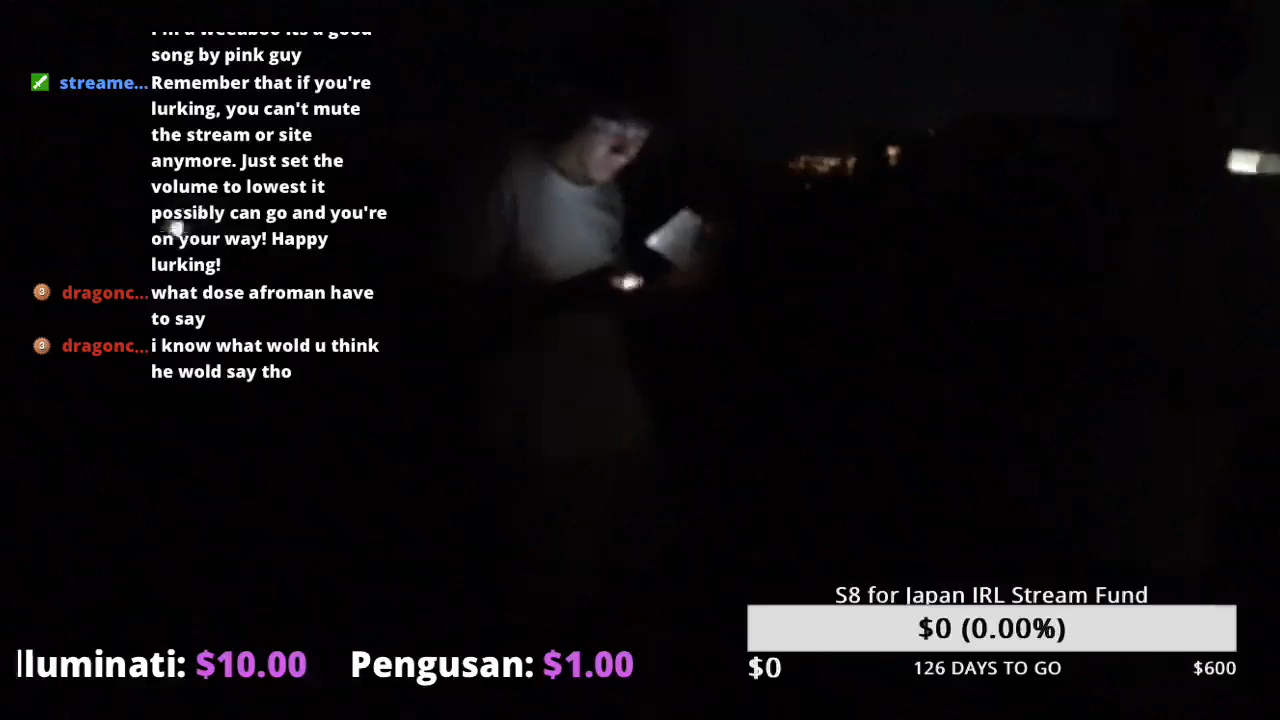 I'm a weeaboo its a good
song by pink guy
streame... Remember that if you're
lurking, you can't mute
the stream or site
anymore. Just set the
volume to lowest it
possibly can go and you're
on your way! Happy
lurking!
dragonc... what dose afroman have
to say
dragonc... i know what wold u think
he wold say tho
S8 for Japan IRL Stream Fund
$0 (0.00%)
$0 126 DAYS TO GO $600
lluminati: $10.00 Pengusan: $1.00